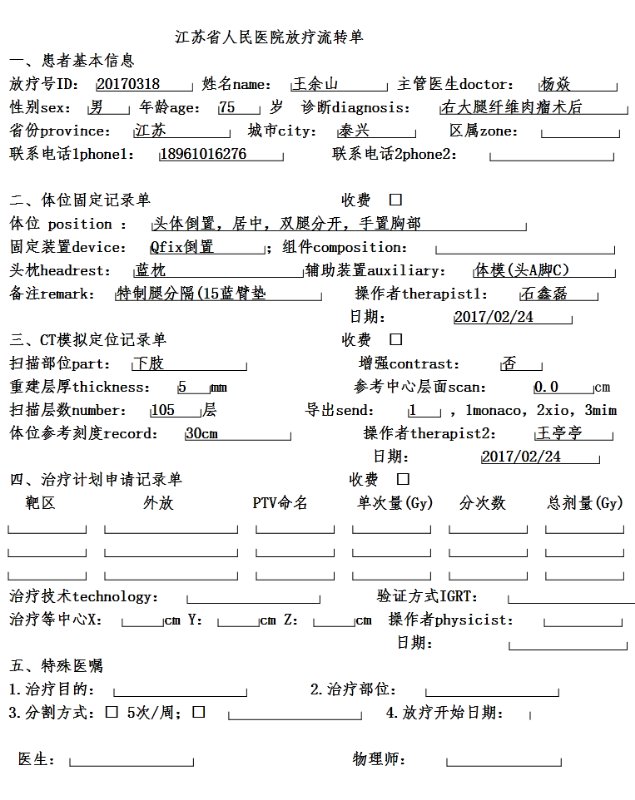 江苏省人民医院放疗流转单
一、患者基本信息
放疗号ID: 20170318 姓名name: 王余山 主管医生doctor: 杨焱
性别sex: 男 年龄age: 75 岁 诊断diagnosis: 右大腿纤维肉瘤术后
省份province: 江苏 城市city: 泰兴 区属zone:
联系电话1phone1: 18961016276 联系电话2phone2:
二、体位固定记录单 收费 □
体位 position : 头体倒置，居中，双腿分开，手置胸部
固定装置device: Qfix倒置 ; 组件composition:
头枕headrest: 蓝枕 辅助装置auxiliary: 体模(头A脚C)
备注remark: 特制腿分隔(15蓝臂垫 操作者therapist1: 石鑫磊
日期: 2017/02/24
三、CT模拟定位记录单 收费 □
扫描部位part: 下肢 增强contrast: 否
重建层厚thickness: 5 mm 参考中心层面scan: 0.0 cm
扫描层数number: 105 层 导出send: 1 ，1monaco，2xio，3mim
体位参考刻度record: 30cm 操作者therapist2: 王亭亭
日期: 2017/02/24
四、治疗计划申请记录单 收费 □
靶区 外放 PTV命名 单次量(Gy) 分次数 总剂量(Gy)
治疗技术technology: 验证方式IGRT:
治疗等中心X: cm Y: cm Z: cm 操作者physicist:
日期:
五、特殊医嘱
1.治疗目的: 2.治疗部位:
3.分割方式: □ 5次/周; □ 4.放疗开始日期:
医生: 物理师: